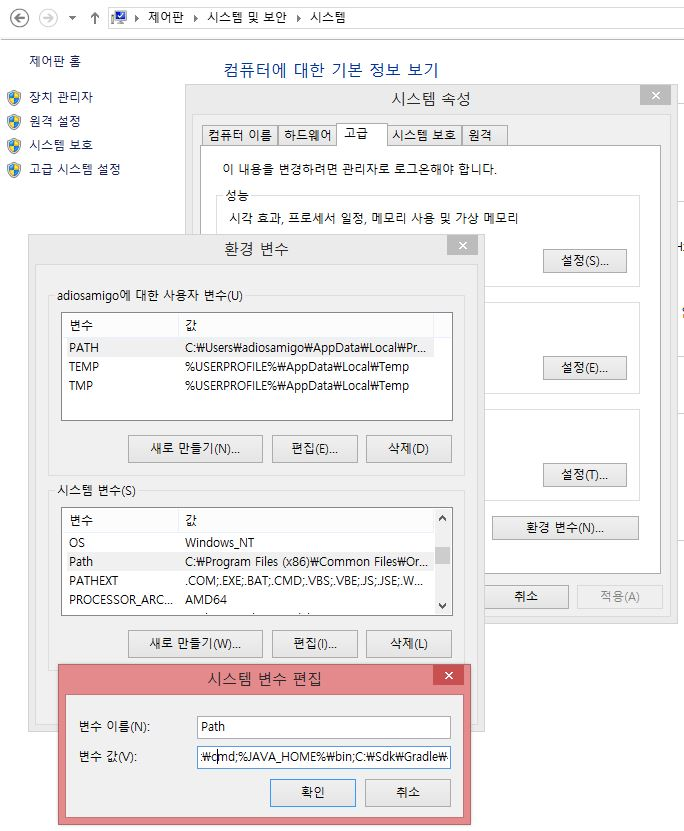 제어판 시스템 및 보안 시스템
제어판 홈
장치 관리자
원격 설정
시스템 보호
고급 시스템 설정
컴퓨터에 대한 기본 정보 보기
시스템 속성
컴퓨터 이름 하드웨어 고급 시스템 보호 원격
이 내용을 변경하려면 관리자로 로그온해야 합니다.
성능
시각 효과, 프로세서 일정, 메모리 사용 및 가상 메모리
설정(S)...
설정(E)...
설정(T)...
환경 변수(N)...
취소 적용(A)
환경 변수
adiosamigo에 대한 사용자 변수(U)
변수 값
PATH C:₩Users₩adiosamigo₩AppData₩Local₩Pr...
TEMP %USERPROFILE%₩AppData₩Local₩Temp
TMP %USERPROFILE%₩AppData₩Local₩Temp
새로 만들기(N)... 편집(E)... 삭제(D)
시스템 변수(S)
변수 값
OS Windows_NT
Path C:₩Program Files (x86)₩Common Files₩Or...
PATHEXT .COM;.EXE;.BAT;.CMD;.VBS;.VBE;.JS;.JSE;.W...
PROCESSOR_ARC... AMD64
새로 만들기(W)... 편집(I)... 삭제(L)
시스템 변수 편집
변수 이름(N): Path
변수 값(V): :₩cmd;%JAVA_HOME%₩bin;C:₩Sdk₩Gradle₩
확인 취소